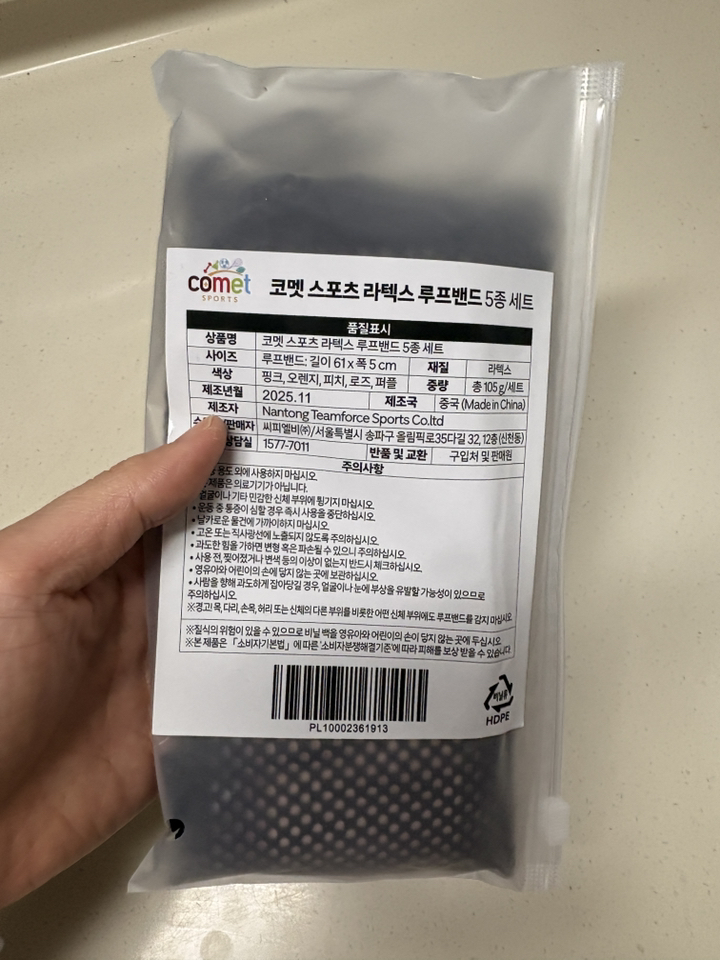 comet
SPORTS
코멧 스포츠 라텍스 루프밴드 5종 세트
품질표시
상품명 코멧 스포츠 라텍스 루프밴드 5종 세트
사이즈 루프밴드: 길이 61 x 폭 5 cm 재질 라텍스
색상 핑크, 오렌지, 피치, 로즈, 퍼플 중량 총 105 g/세트
제조년월 2025.11 제조국 중국 (Made in China)
제조자 Nantong Teamforce Sports Co.ltd
판매자 씨피엘비㈜/서울특별시 송파구 올림픽로35다길 32, 12층(신천동)
상담실 1577-7011 반품 및 교환 구입처 및 판매원
주의사항
용도 외에 사용하지 마십시오.
제품은 의료기기가 아닙니다.
얼굴이나 기타 민감한 신체 부위에 튕기지 마십시오.
• 운동 중 통증이 심할 경우 즉시 사용을 중단하십시오.
• 날카로운 물건에 가까이하지 마십시오.
• 고온 또는 직사광선에 노출되지 않도록 주의하십시오.
• 과도한 힘을 가하면 변형 혹은 파손될 수 있으니 주의하십시오.
• 사용 전, 찢어졌거나 변색 등의 이상이 없는지 반드시 체크하십시오.
• 영유아와 어린이의 손에 닿지 않는 곳에 보관하십시오.
• 사람을 향해 과도하게 잡아당길 경우, 얼굴이나 눈에 부상을 유발할 가능성이 있으므로
주의하십시오.
※경고! 목, 다리, 손목, 허리 또는 신체의 다른 부위를 비롯한 어떤 신체 부위에도 루프밴드를 감지 마십시오.
※질식의 위험이 있을 수 있으므로 비닐 백을 영유아와 어린이의 손이 닿지 않는 곳에 두십시오.
※본 제품은 「소비자기본법」에 따른 '소비자분쟁해결기준'에 따라 피해를 보상 받을 수 있습니다.
PL10002361913
비닐류
HDPE